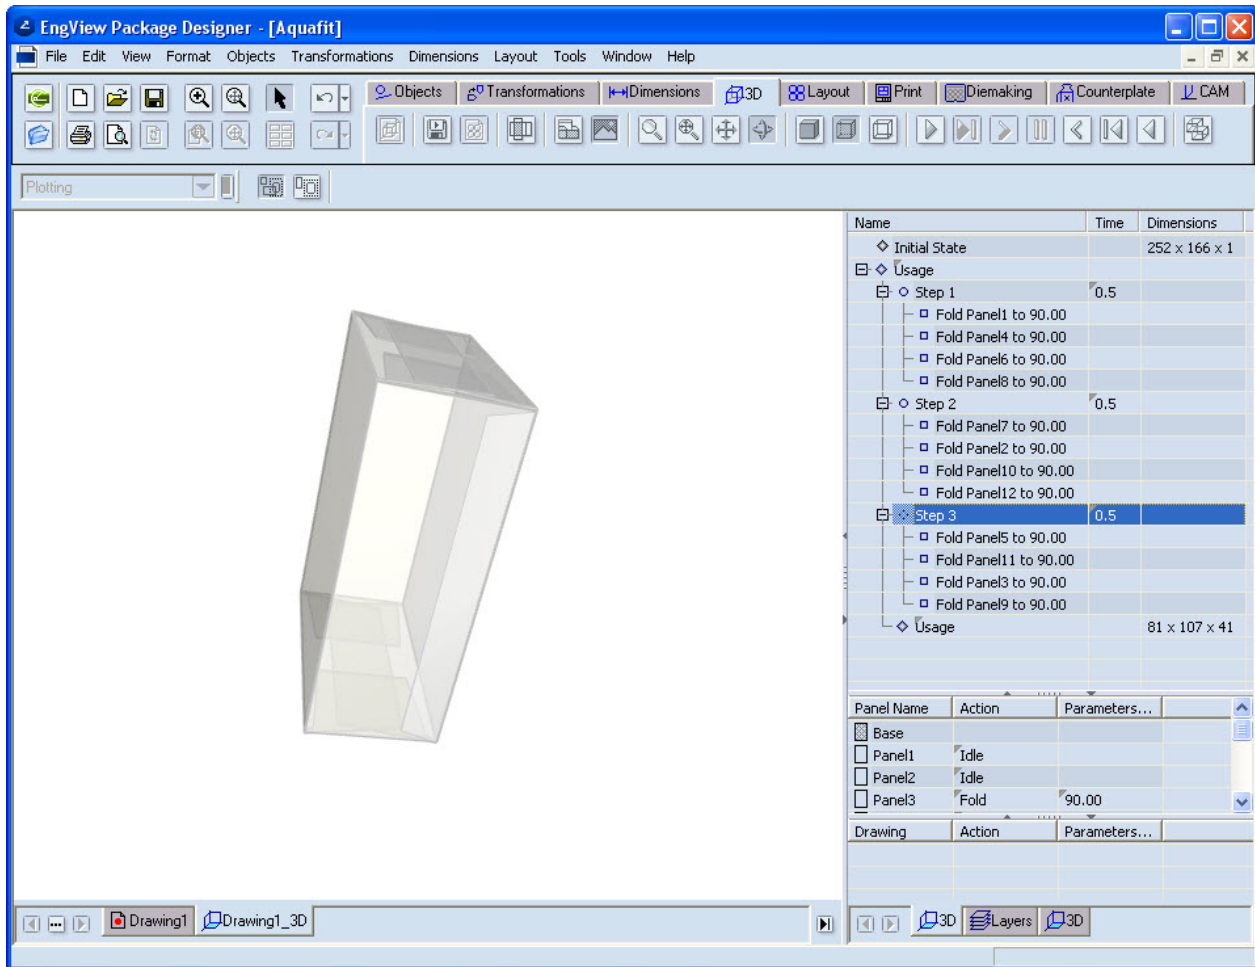 EngView Package Designer - [Aquafit]
File Edit View Format Objects Transformations Dimensions Layout Tools Window Help
Objects Transformations Dimensions 3D Layout Print Diemaking Counterplate CAM
Plotting
Name Time Dimensions
Initial State 252 x 166 x 1
Usage
Step 1 0.5
Fold Panel1 to 90.00
Fold Panel4 to 90.00
Fold Panel6 to 90.00
Fold Panel8 to 90.00
Step 2 0.5
Fold Panel7 to 90.00
Fold Panel2 to 90.00
Fold Panel10 to 90.00
Fold Panel12 to 90.00
Step 3 0.5
Fold Panel5 to 90.00
Fold Panel11 to 90.00
Fold Panel3 to 90.00
Fold Panel9 to 90.00
Usage 81 x 107 x 41
Panel Name Action Parameters...
Base
Panel1 Idle
Panel2 Idle
Panel3 Fold 90.00
Drawing Action Parameters...
Drawing1 Drawing1_3D 3D Layers 3D